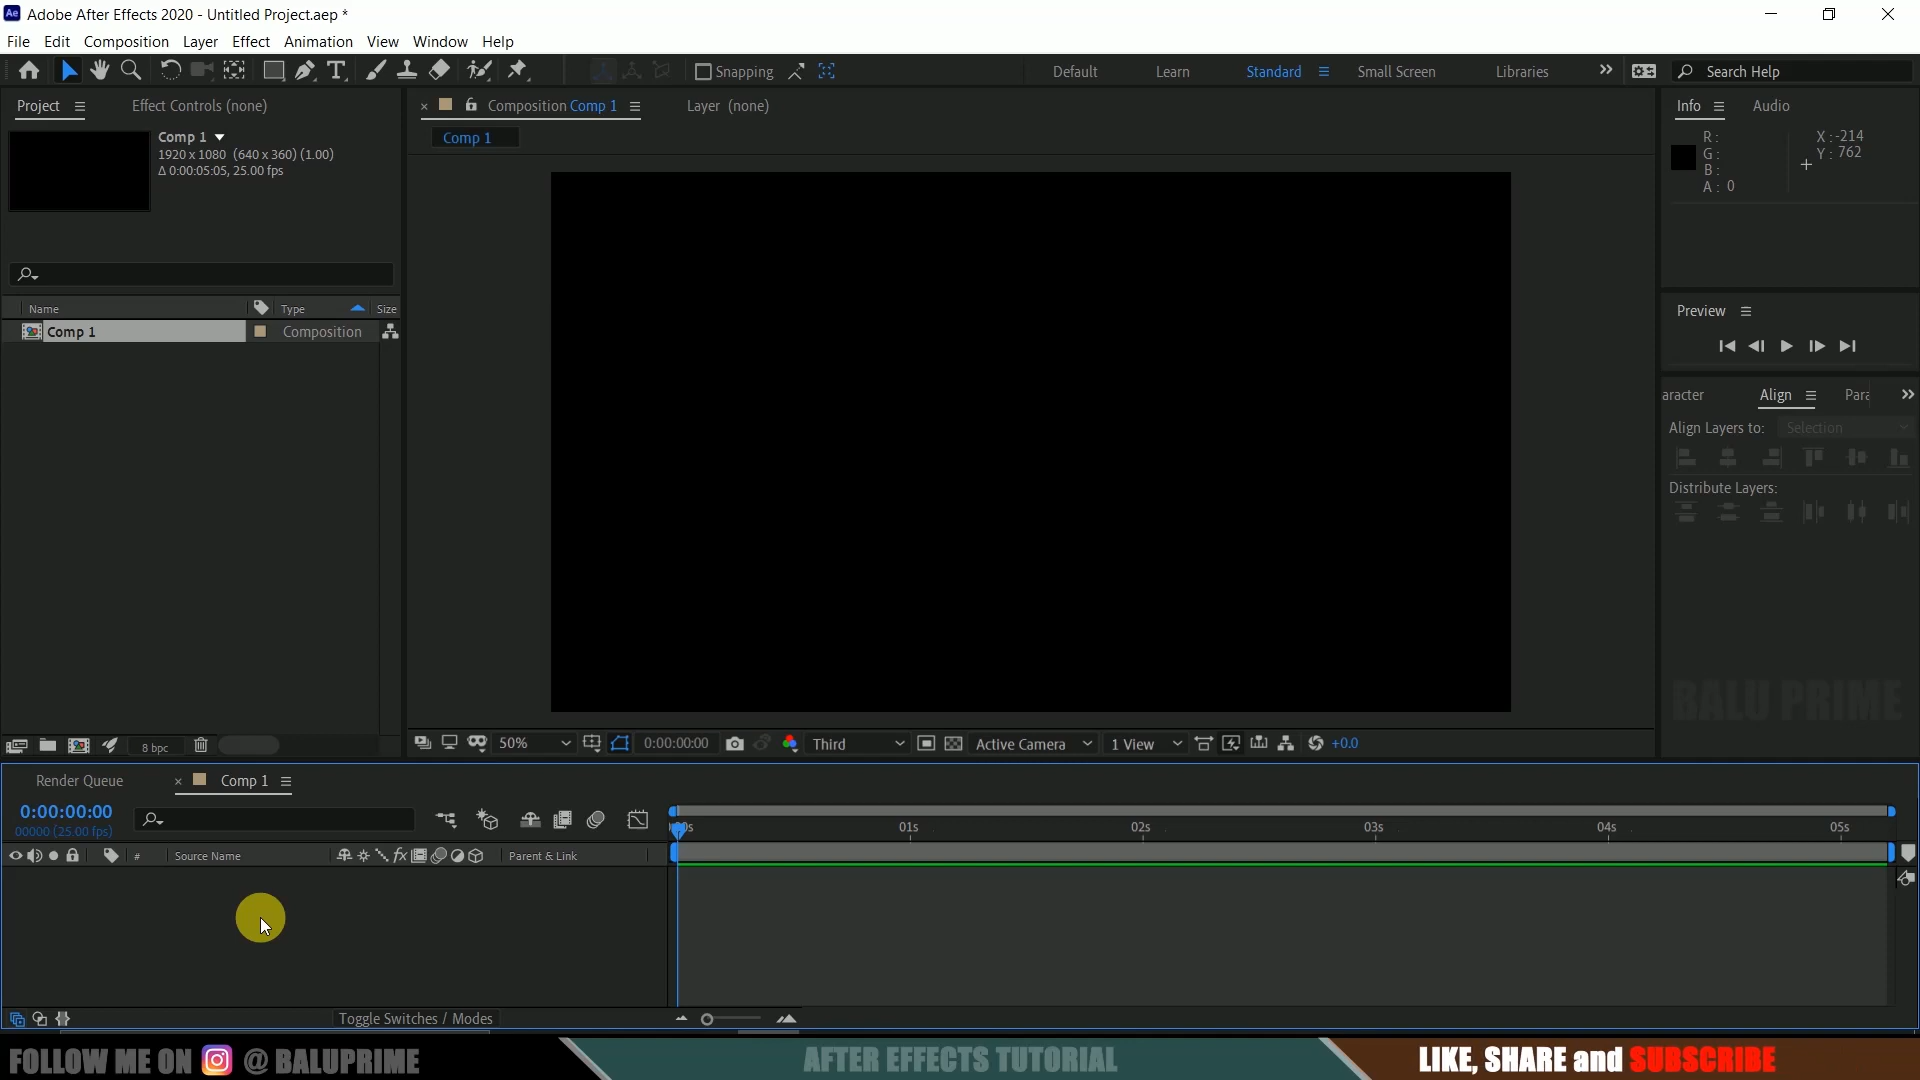 Ae Adobe After Effects 2020 - Untitled Project.aep *
File Edit Composition Layer Effect Animation View Window Help
Snapping Default Learn Standard Small Screen Libraries Search Help
Project Effect Controls (none)
Comp 1
1920 x 1080 (640 x 360) (1.00)
Δ 0:00:05:05, 25.00 fps
Name Type Size
Comp 1 Composition
8 bpc
Composition Comp 1 Layer (none)
Comp 1
50% 0:00:00:00 Third Active Camera 1 View +0.0
Info Audio
R :
G :
B :
A : 0
X : -214
Y : 762
Preview
aracter Align Para
Align Layers to: Selection
Distribute Layers:
BALU PRIME
Render Queue Comp 1
0:00:00:00
00000 (25.00 fps)
01s 02s 03s 04s 05s
# Source Name fx Parent & Link
Toggle Switches / Modes
FOLLOW ME ON @ BALUPRIME
AFTER EFFECTS TUTORIAL
LIKE, SHARE and SUBSCRIBE